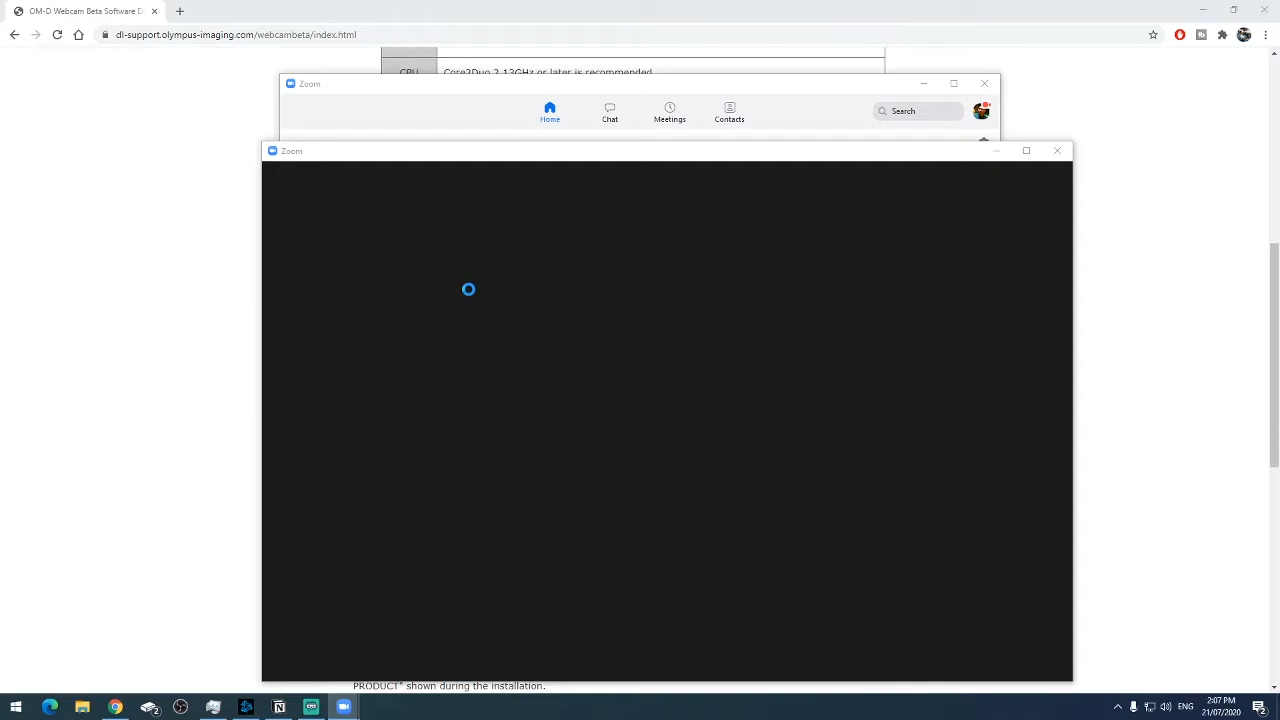 OM-D Webcam Beta Software D
dl-support.olympus-imaging.com/webcambeta/index.html
CPU Core2Duo 2.13GHz or later is recommended
Zoom
Home Chat Meetings Contacts Search
Zoom
PRODUCT" shown during the installation.
ENG 2:07 PM
21/07/2020 2